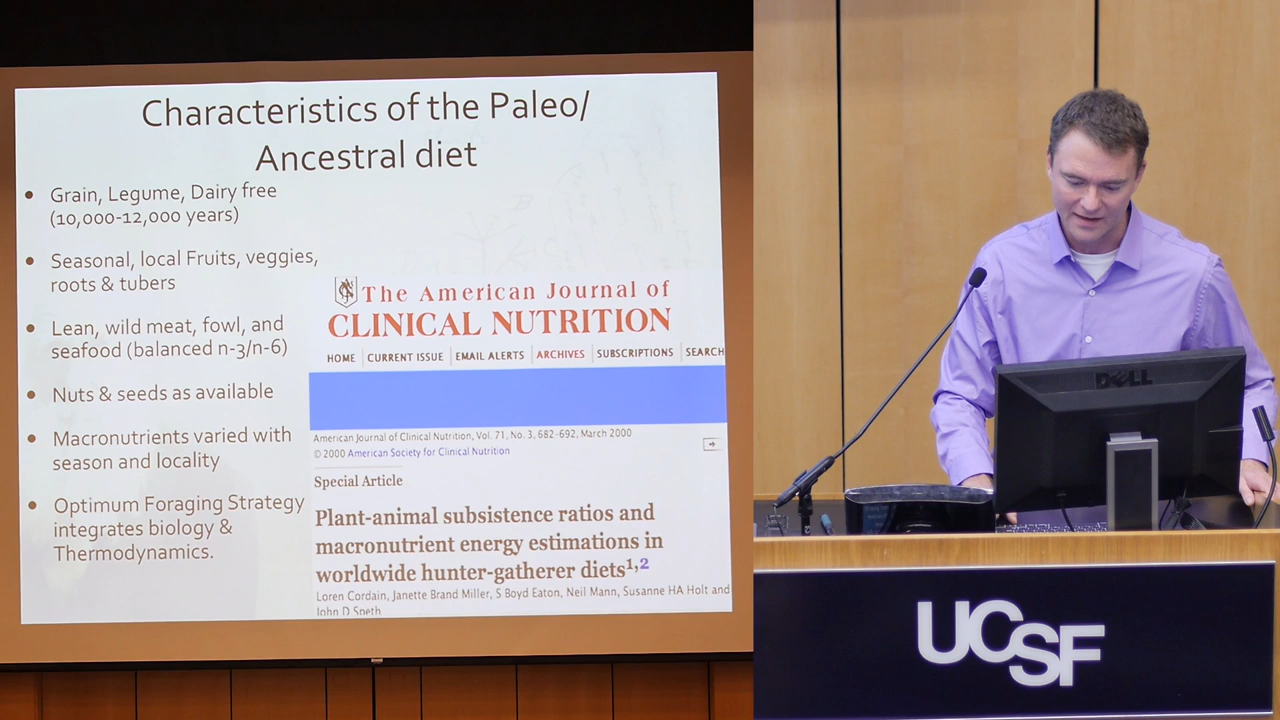 Characteristics of the Paleo/
Ancestral diet
• Grain, Legume, Dairy free
(10,000-12,000 years)
• Seasonal, local Fruits, veggies,
roots & tubers
• Lean, wild meat, fowl, and
seafood (balanced n-3/n-6)
• Nuts & seeds as available
• Macronutrients varied with
season and locality
• Optimum Foraging Strategy
integrates biology &
Thermodynamics.
The American Journal of
CLINICAL NUTRITION
HOME CURRENT ISSUE EMAIL ALERTS ARCHIVES SUBSCRIPTIONS SEARCH
American Journal of Clinical Nutrition, Vol. 71, No. 3, 682-692, March 2000
© 2000 American Society for Clinical Nutrition
Special Article
Plant-animal subsistence ratios and
macronutrient energy estimations in
worldwide hunter-gatherer diets1,2
Loren Cordain, Janette Brand Miller, S Boyd Eaton, Neil Mann, Susanne HA Holt and
John D Speth
DELL
UCSF